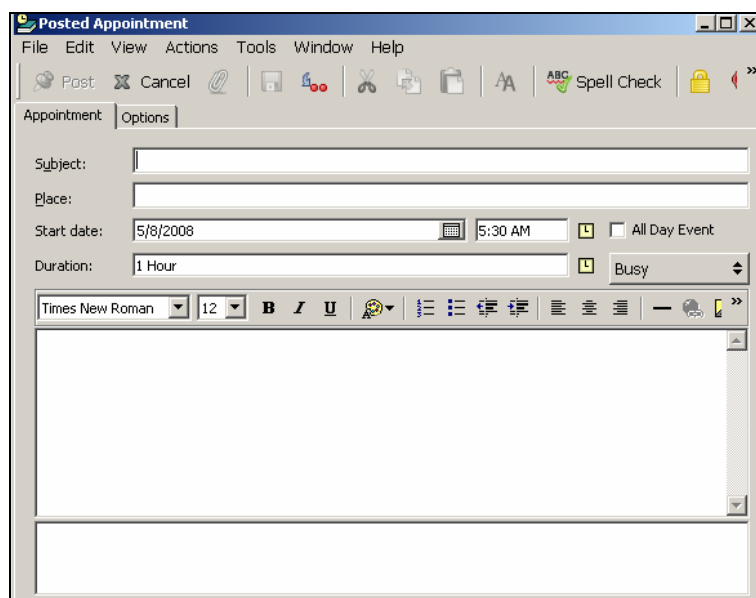 Posted Appointment
File Edit View Actions Tools Window Help
Post Cancel ABC Spell Check »
Appointment Options
Subject:
Place:
Start date: 5/8/2008 5:30 AM All Day Event
Duration: 1 Hour Busy
Times New Roman 12 B I U »